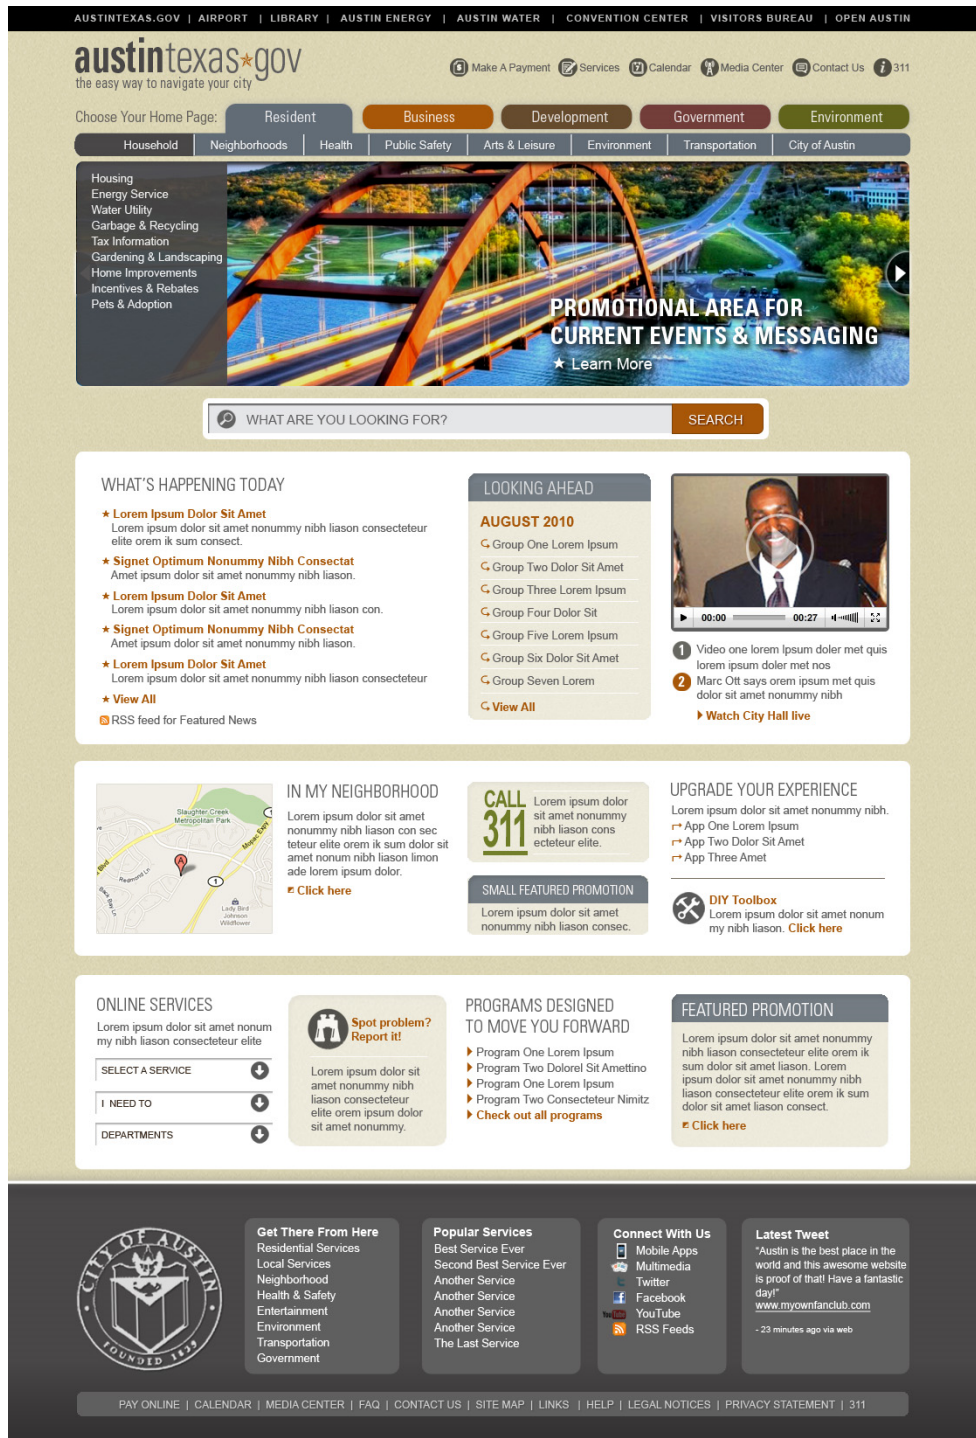 AUSTINTEXAS.GOV | AIRPORT | LIBRARY | AUSTIN ENERGY | AUSTIN WATER | CONVENTION CENTER | VISITORS BUREAU | OPEN AUSTIN
austintexas★gov
the easy way to navigate your city
Make A Payment Services Calendar Media Center Contact Us 311
Choose Your Home Page: Resident Business Development Government Environment
Household Neighborhoods Health Public Safety Arts & Leisure Environment Transportation City of Austin
Housing
Energy Service
Water Utility
Garbage & Recycling
Tax Information
Gardening & Landscaping
Home Improvements
Incentives & Rebates
Pets & Adoption
PROMOTIONAL AREA FOR
CURRENT EVENTS & MESSAGING
★ Learn More
WHAT ARE YOU LOOKING FOR? SEARCH
WHAT'S HAPPENING TODAY
★ Lorem Ipsum Dolor Sit Amet
Lorem ipsum dolor sit amet nonummy nibh liason consecteteur
elite orem ik sum consect.
★ Signet Optimum Nonummy Nibh Consectat
Amet ipsum dolor sit amet nonummy nibh liason.
★ Lorem Ipsum Dolor Sit Amet
Lorem ipsum dolor sit amet nonummy nibh liason con.
★ Signet Optimum Nonummy Nibh Consectat
Amet ipsum dolor sit amet nonummy nibh liason.
★ Lorem Ipsum Dolor Sit Amet
Lorem ipsum dolor sit amet nonummy nibh liason consecteteur
★ View All
RSS feed for Featured News
LOOKING AHEAD
AUGUST 2010
Group One Lorem Ipsum
Group Two Dolor Sit Amet
Group Three Lorem Ipsum
Group Four Dolor Sit
Group Five Lorem Ipsum
Group Six Dolor Sit Amet
Group Seven Lorem
View All
00:00 00:27
1 Video one lorem Ipsum doler met quis
lorem ipsum doler met nos
2 Marc Ott says orem ipsum met quis
dolor sit amet nonummy nibh
Watch City Hall live
Slaughter Creek
Metropolitan Park
Mopac Expy
1
Blvd
Redmond Ln
A
1
Back Bay Ln
Lady Bird
Johnson
Wildflower
IN MY NEIGHBORHOOD
Lorem ipsum dolor sit amet
nonummy nibh liason con sec
teteur elite orem ik sum dolor sit
amet nonum nibh liason limon
ade lorem ipsum dolor.
Click here
CALL
311
Lorem ipsum dolor
sit amet nonummy
nibh liason cons
ecteteur elite.
SMALL FEATURED PROMOTION
Lorem ipsum dolor sit amet
nonummy nibh liason consec.
UPGRADE YOUR EXPERIENCE
Lorem ipsum dolor sit amet nonummy nibh.
App One Lorem Ipsum
App Two Dolor Sit Amet
App Three Amet
DIY Toolbox
Lorem ipsum dolor sit amet nonum
my nibh liason. Click here
ONLINE SERVICES
Lorem ipsum dolor sit amet nonum
my nibh liason consecteteur elite
SELECT A SERVICE
I NEED TO
DEPARTMENTS
Spot problem?
Report it!
Lorem ipsum dolor sit
amet nonummy nibh
liason consecteteur
elite orem ipsum dolor
sit amet nonummy.
PROGRAMS DESIGNED
TO MOVE YOU FORWARD
Program One Lorem Ipsum
Program Two Dolorel Sit Amettino
Program One Lorem Ipsum
Program Two Consecteteur Nimitz
Check out all programs
FEATURED PROMOTION
Lorem ipsum dolor sit amet nonummy
nibh liason consecteteur elite orem ik
sum dolor sit amet liason. Lorem
ipsum dolor sit amet nonummy nibh
liason consecteteur elite orem ik sum
dolor sit amet liason consect.
Click here
CITY OF AUSTIN
FOUNDED 1839
Get There From Here
Residential Services
Local Services
Neighborhood
Health & Safety
Entertainment
Environment
Transportation
Government
Popular Services
Best Service Ever
Second Best Service Ever
Another Service
Another Service
Another Service
Another Service
The Last Service
Connect With Us
Mobile Apps
Multimedia
Twitter
Facebook
YouTube
RSS Feeds
Latest Tweet
"Austin is the best place in the
world and this awesome website
is proof of that! Have a fantastic
day!"
www.myownfanclub.com
- 23 minutes ago via web
PAY ONLINE | CALENDAR | MEDIA CENTER | FAQ | CONTACT US | SITE MAP | LINKS | HELP | LEGAL NOTICES | PRIVACY STATEMENT | 311